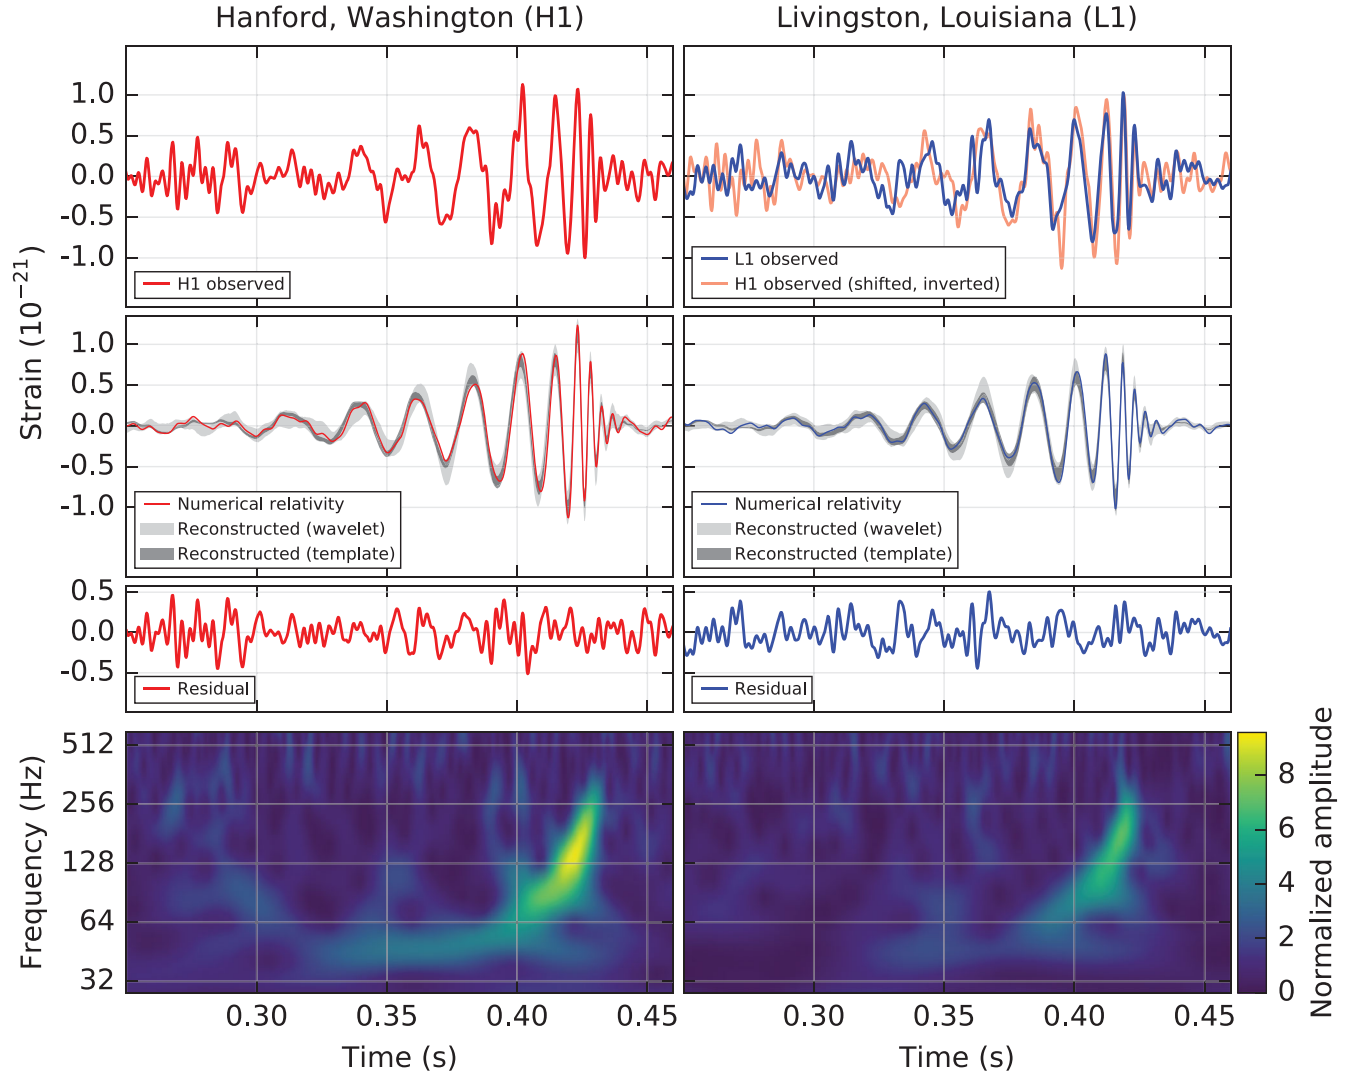 Hanford, Washington (H1)
Livingston, Louisiana (L1)
Strain (10⁻²¹)
1.0
0.5
0.0
-0.5
-1.0
H1 observed
L1 observed
H1 observed (shifted, inverted)
1.0
0.5
0.0
-0.5
-1.0
Numerical relativity
Reconstructed (wavelet)
Reconstructed (template)
Numerical relativity
Reconstructed (wavelet)
Reconstructed (template)
0.5
0.0
-0.5
Residual
Residual
Frequency (Hz)
512
256
128
64
32
Normalized amplitude
8
6
4
2
0
0.30 0.35 0.40 0.45
0.30 0.35 0.40 0.45
Time (s)
Time (s)